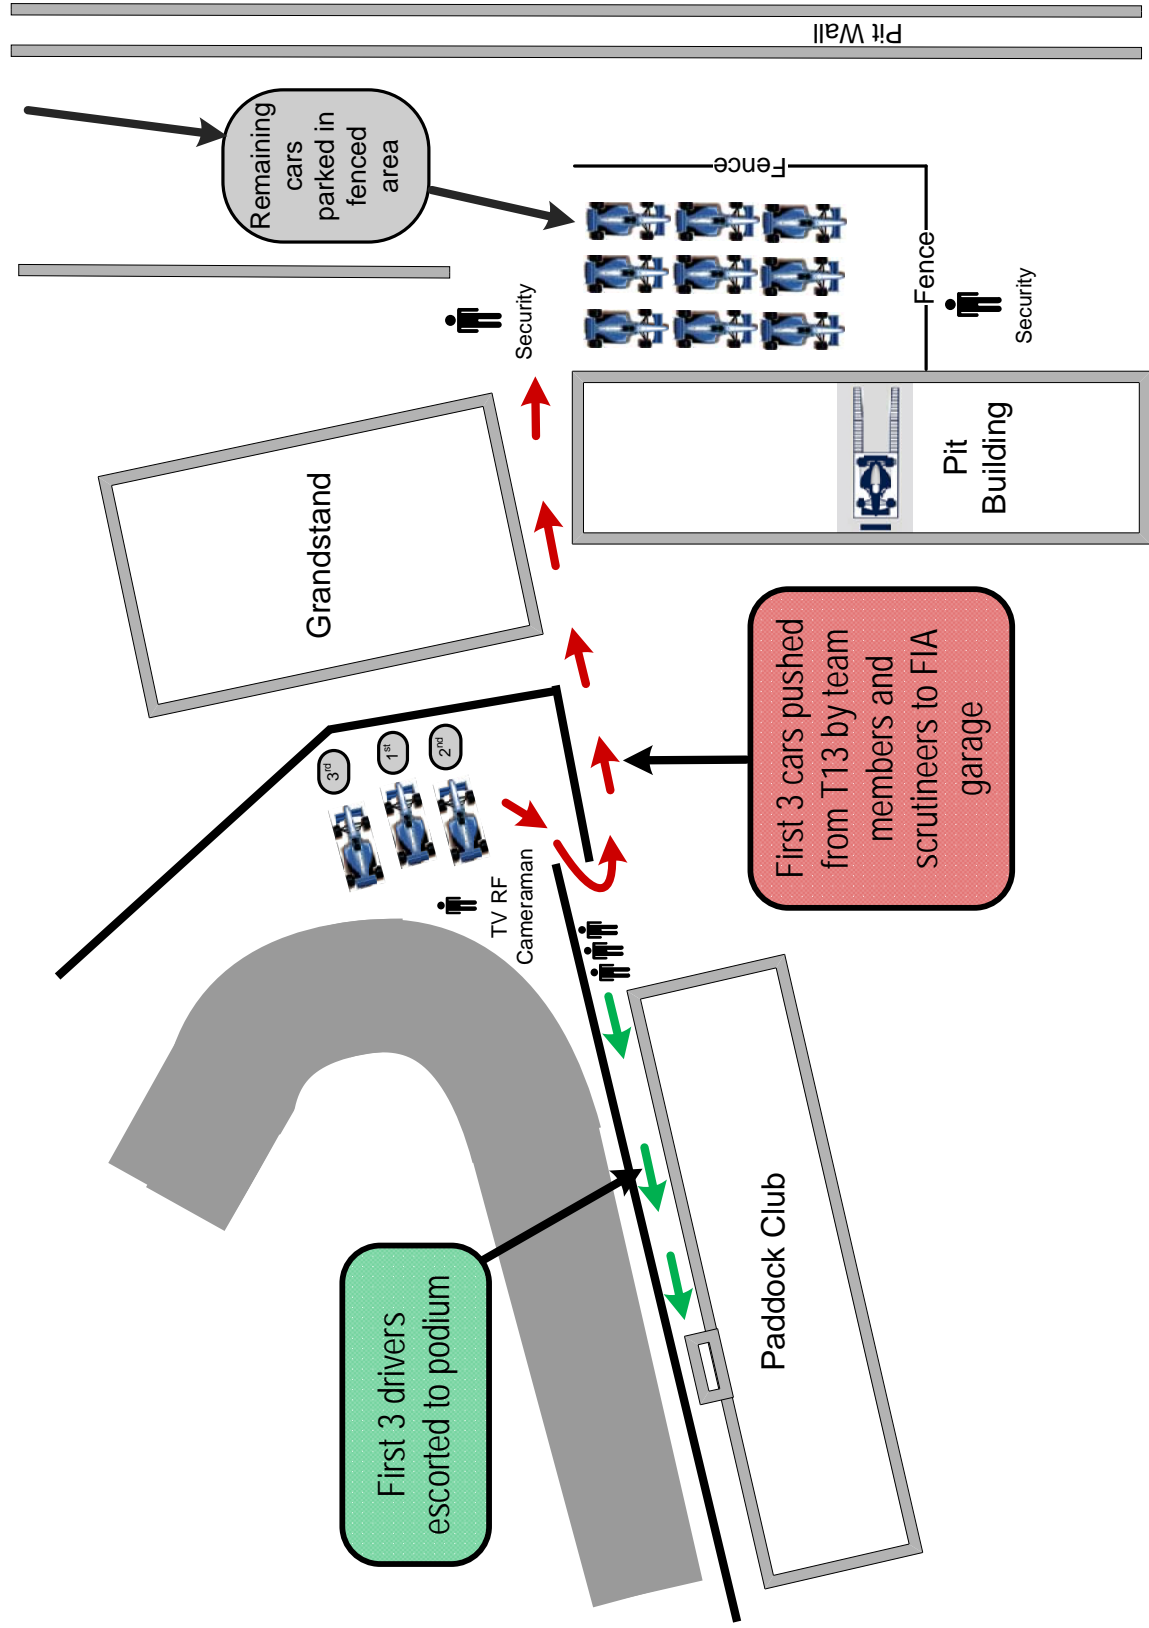 Pit Wall
Remaining
cars
parked in
fenced
area
Fence
Fence
Security
Security
Grandstand
Pit
Building
3rd
1st
2nd
TV RF
Cameraman
First 3 cars pushed
from T13 by team
members and
scrutineers to FIA
garage
First 3 drivers
escorted to podium
Paddock Club